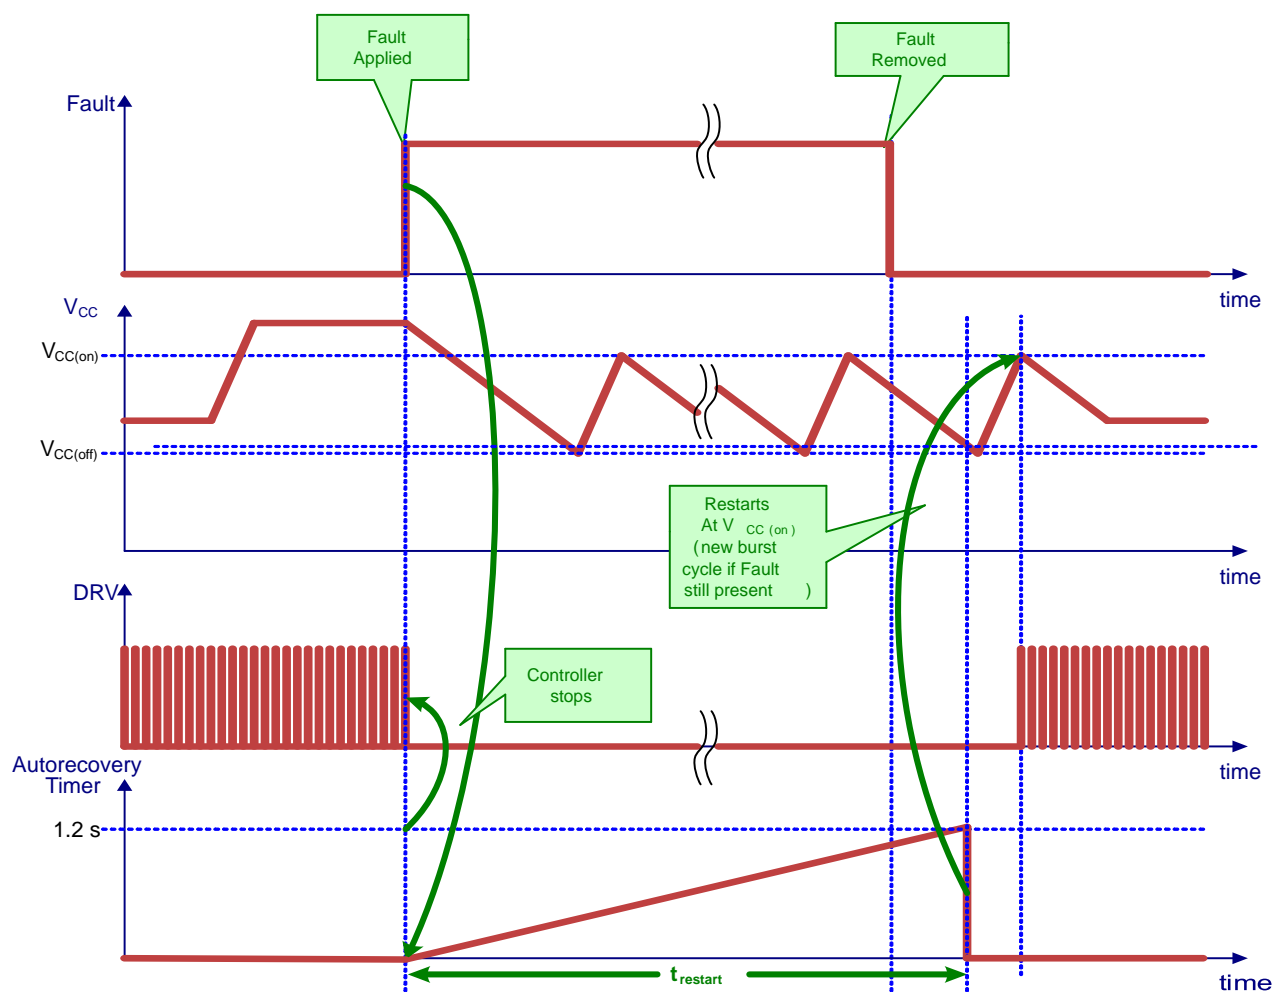 Fault
Applied
Fault
Removed
Fault
time
VCC
VCC(on)
VCC(off)
time
Restarts
At V CC (on)
(new burst
cycle if Fault
still present )
DRV
Controller
stops
time
Autorecovery
Timer
1.2 s
trestart
time